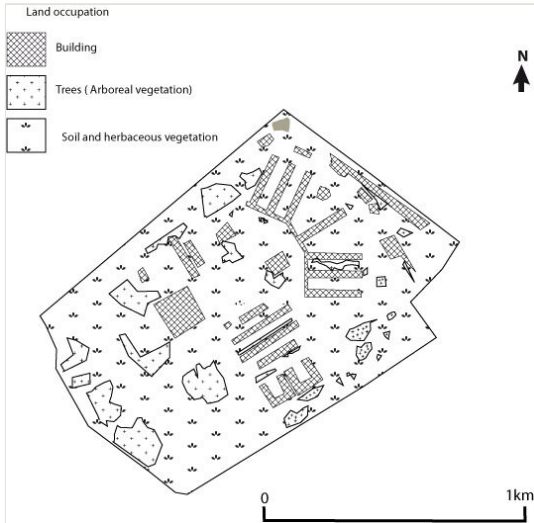 Land occupation
Building
N
Trees ( Arboreal vegetation)
Soil and herbaceous vegetation
0
1km